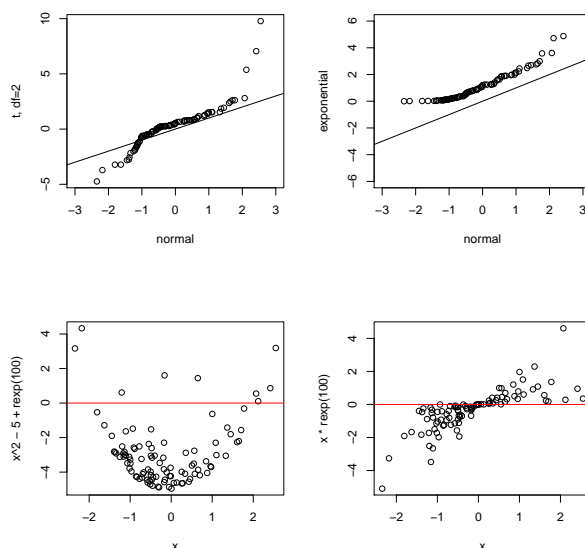 t, df=2
10
5
0
−5
−3 −2 −1 0 1 2 3
normal
exponential
6
4
2
0
−2
−6
−3 −2 −1 0 1 2 3
normal
x^2 − 5 + rexp(100)
4
2
0
−2
−4
−2 −1 0 1 2
x
x * rexp(100)
4
2
0
−2
−4
−2 −1 0 1 2
x